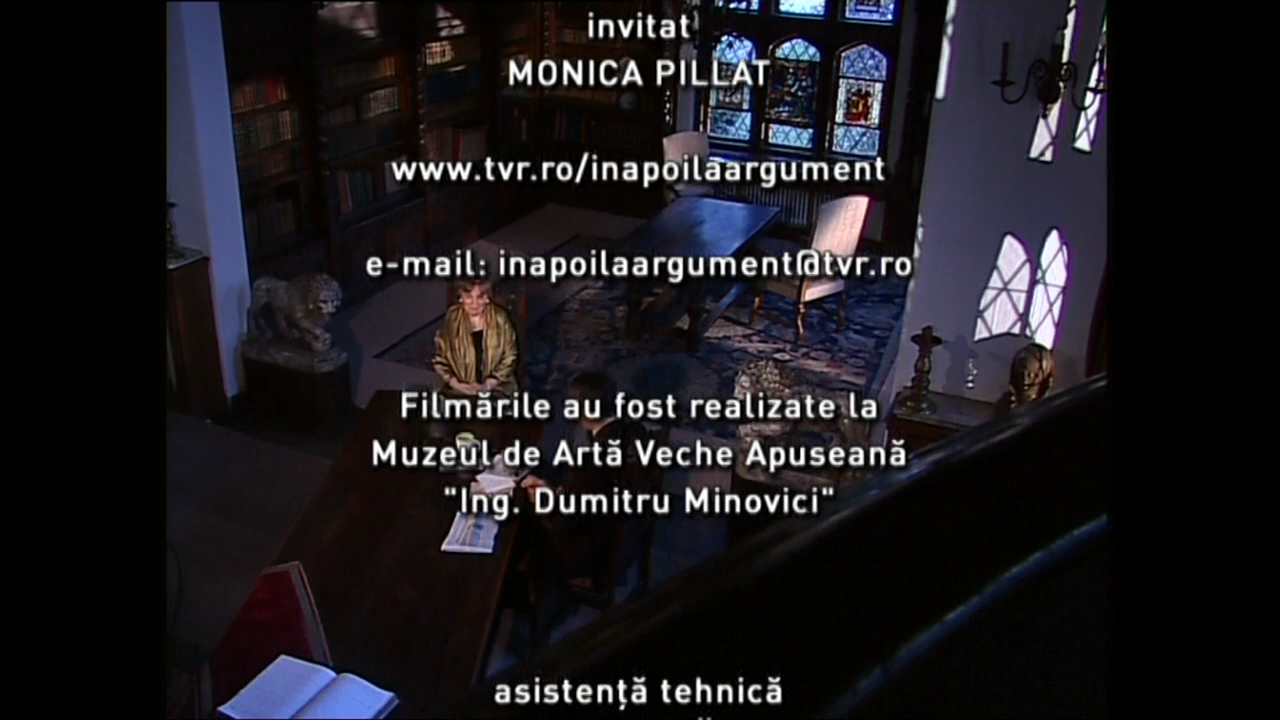 invitat
MONICA PILLAT
www.tvr.ro/inapoilaargument
e-mail: inapoilaargument@tvr.ro
Filmările au fost realizate la
Muzeul de Artă Veche Apuseană
"Ing. Dumitru Minovici"
asistenţă tehnică